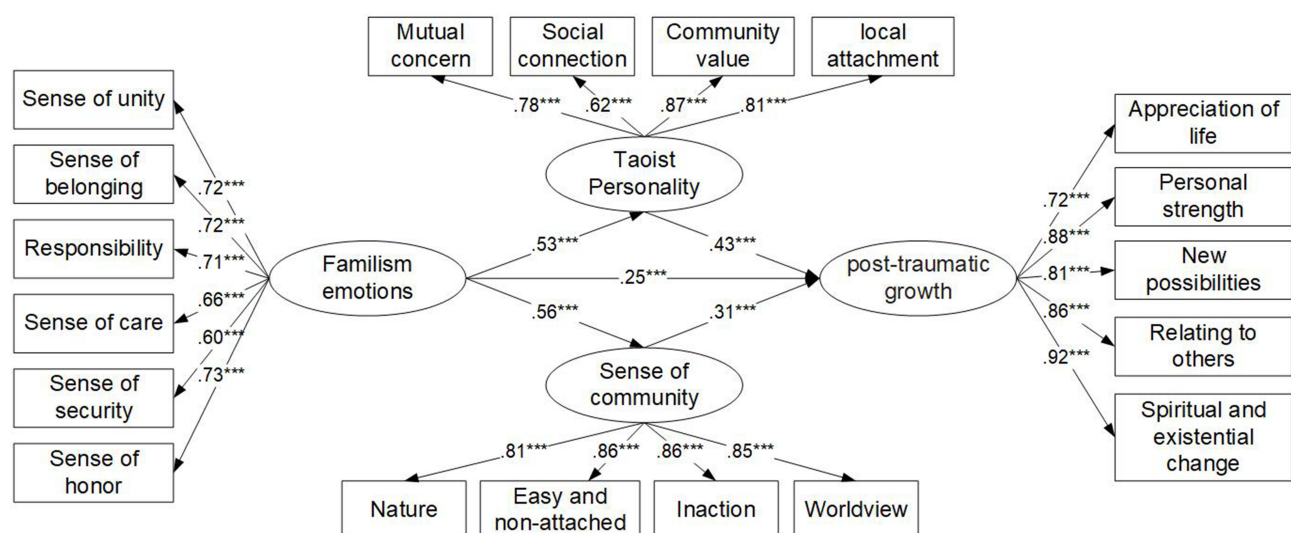 Mutual
concern
Social
connection
Community
value
local
attachment
.78***
.62***
.87***
.81***
Sense of unity
Sense of
belonging
Responsibility
Sense of care
Sense of
security
Sense of
honor
.72***
.72***
.71***
.66***
.60***
.73***
Familism
emotions
Taoist
Personality
.53***
.43***
.25***
.56***
.31***
Sense of
community
post-traumatic
growth
.72***
.88***
.81***
.86***
.92***
Appreciation of
life
Personal
strength
New
possibilities
Relating to
others
Spiritual and
existential
change
.81***
.86***
.86***
.85***
Nature
Easy and
non-attached
Inaction
Worldview